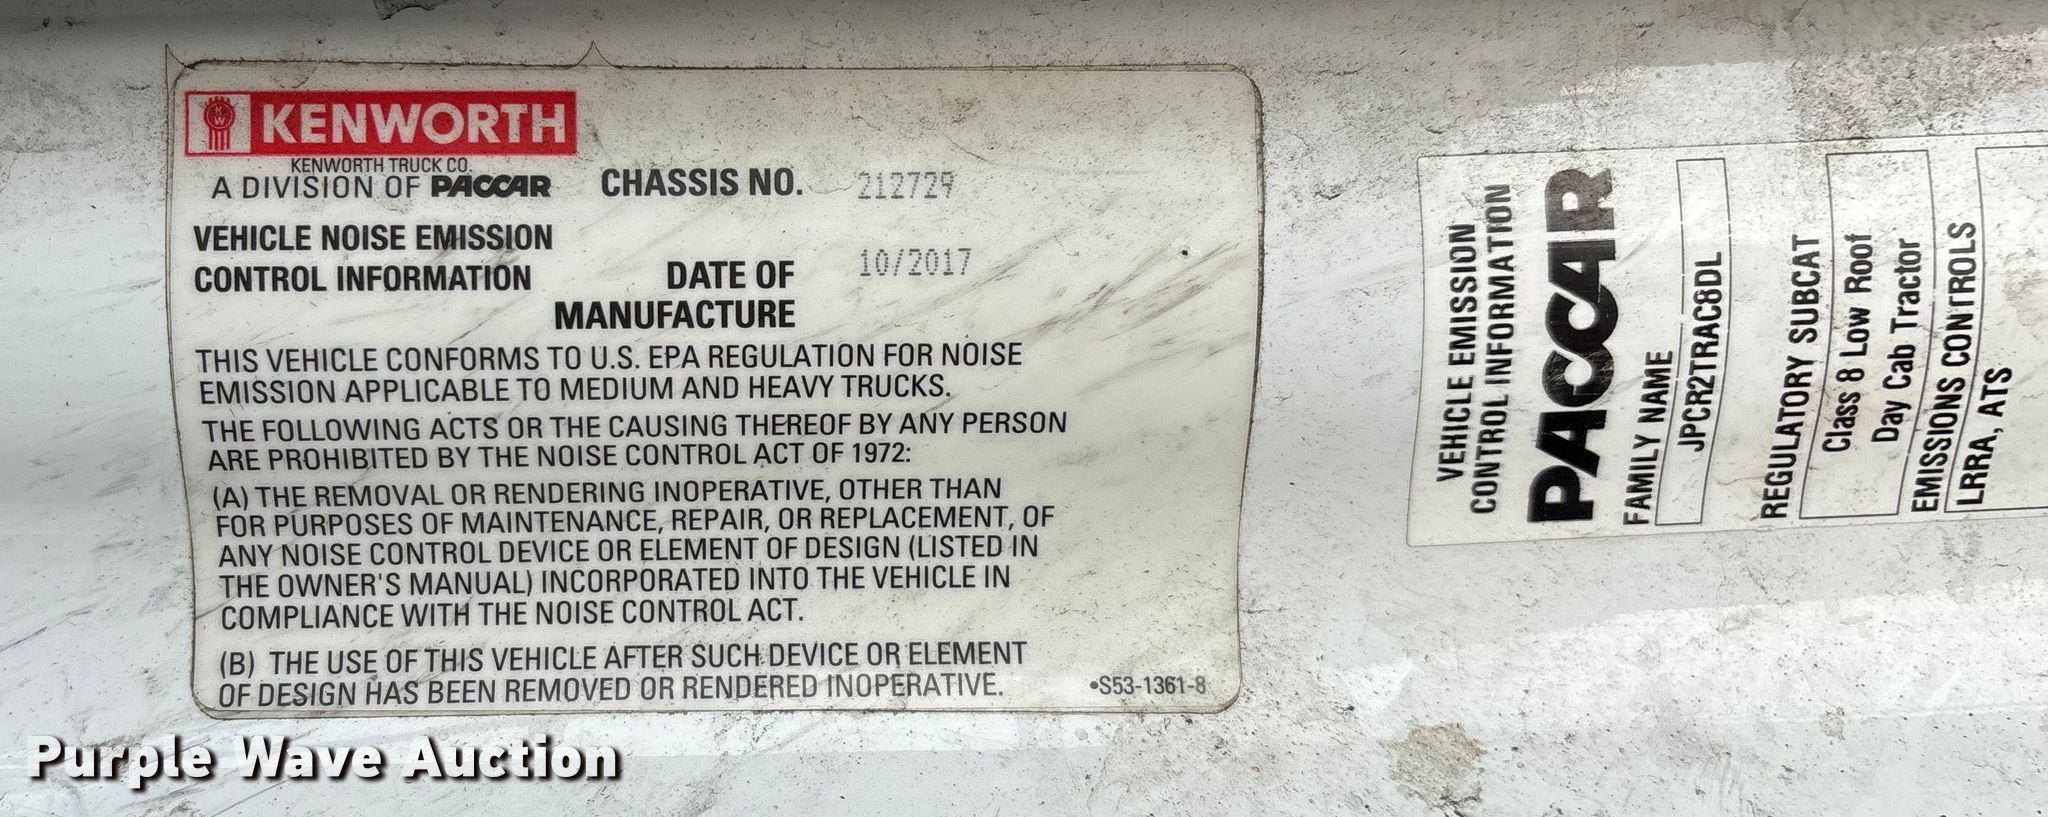 KW
KENWORTH
KENWORTH TRUCK CO.
A DIVISION OF PACCAR
CHASSIS NO. 212729
VEHICLE NOISE EMISSION
CONTROL INFORMATION
DATE OF
MANUFACTURE
10/2017
THIS VEHICLE CONFORMS TO U.S. EPA REGULATION FOR NOISE
EMISSION APPLICABLE TO MEDIUM AND HEAVY TRUCKS.
THE FOLLOWING ACTS OR THE CAUSING THEREOF BY ANY PERSON
ARE PROHIBITED BY THE NOISE CONTROL ACT OF 1972:
(A) THE REMOVAL OR RENDERING INOPERATIVE, OTHER THAN
FOR PURPOSES OF MAINTENANCE, REPAIR, OR REPLACEMENT, OF
ANY NOISE CONTROL DEVICE OR ELEMENT OF DESIGN (LISTED IN
THE OWNER'S MANUAL) INCORPORATED INTO THE VEHICLE IN
COMPLIANCE WITH THE NOISE CONTROL ACT.
(B) THE USE OF THIS VEHICLE AFTER SUCH DEVICE OR ELEMENT
OF DESIGN HAS BEEN REMOVED OR RENDERED INOPERATIVE.
•S53-1361-8
VEHICLE EMISSION
CONTROL INFORMATION
PACCAR
FAMILY NAME
JPCR2TRAC8DL
REGULATORY SUBCAT
Class 8 Low Roof
Day Cab Tractor
EMISSIONS CONTROLS
LRRA, ATS
Purple Wave Auction